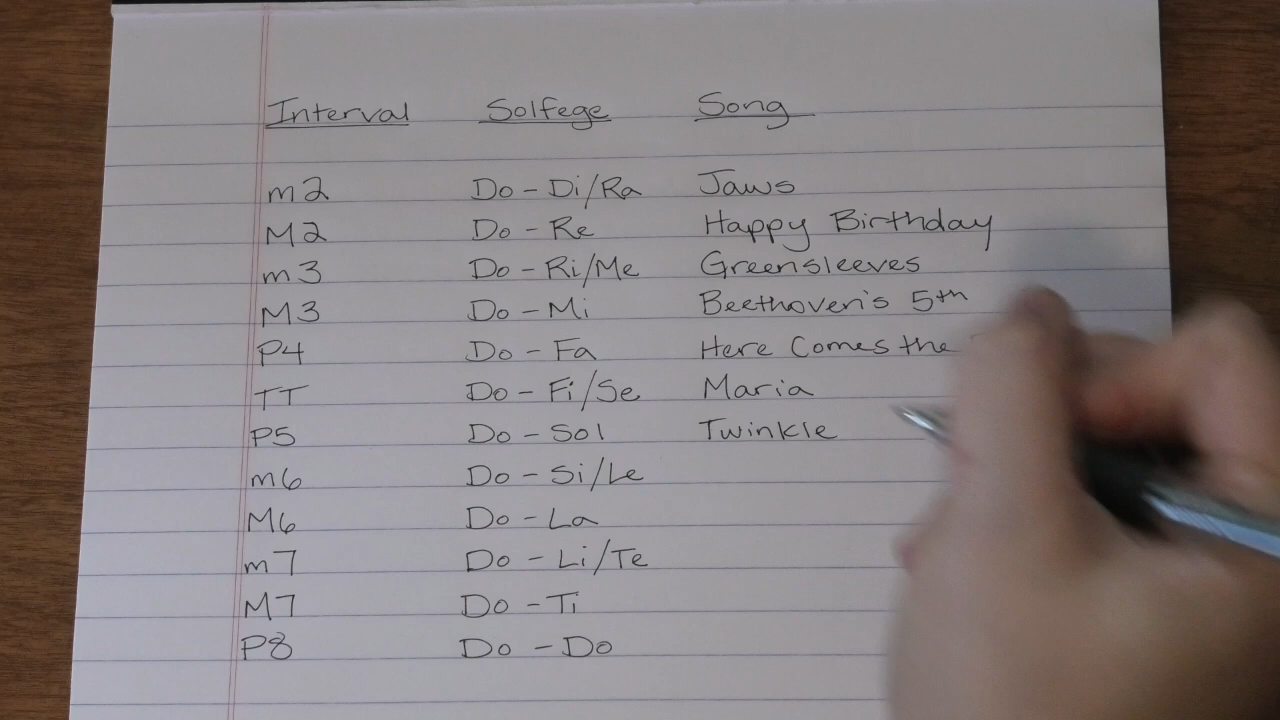 Interval Solfege Song
m2 Do - Di/Ra Jaws
M2 Do - Re Happy Birthday
m3 Do - Ri/Me Greensleeves
M3 Do - Mi Beethoven's 5th
P4 Do - Fa Here Comes the
TT Do - Fi/Se Maria
P5 Do - Sol Twinkle
m6 Do - Si/Le
M6 Do - La
m7 Do - Li/Te
M7 Do - Ti
P8 Do - Do